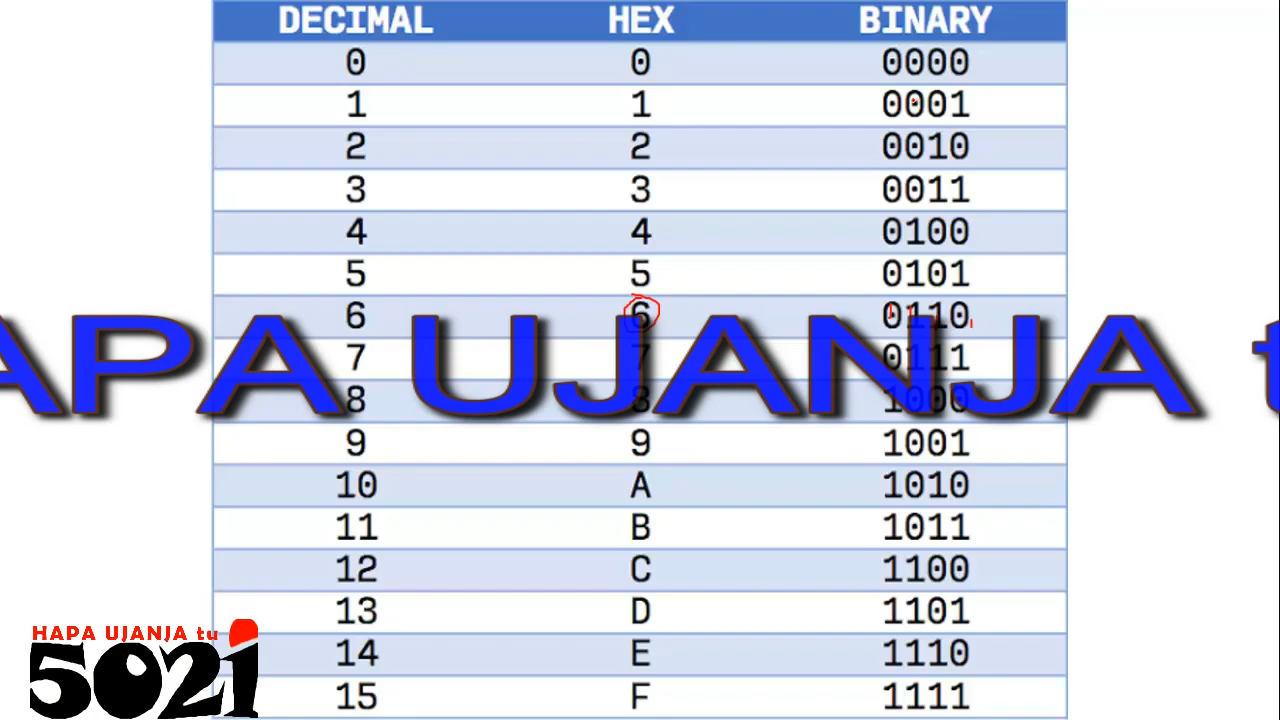 DECIMAL HEX BINARY
0 0 0000
1 1 0001
2 2 0010
3 3 0011
4 4 0100
5 5 0101
6 6 0110
APA UJANJA t
7 7 0111
8 8 1000
9 9 1001
10 A 1010
11 B 1011
12 C 1100
13 D 1101
14 E 1110
15 F 1111
HAPA UJANJA tu
5021